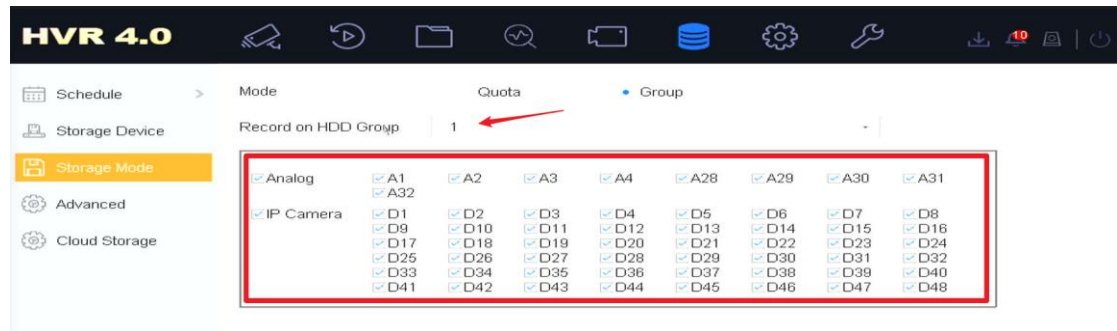 HVR 4.0
10
Schedule >
Storage Device
Storage Mode
Advanced
Cloud Storage
Mode Quota Group
Record on HDD Group 1
Analog A1 A2 A3 A4 A28 A29 A30 A31
A32
IP Camera D1 D2 D3 D4 D5 D6 D7 D8
D9 D10 D11 D12 D13 D14 D15 D16
D17 D18 D19 D20 D21 D22 D23 D24
D25 D26 D27 D28 D29 D30 D31 D32
D33 D34 D35 D36 D37 D38 D39 D40
D41 D42 D43 D44 D45 D46 D47 D48